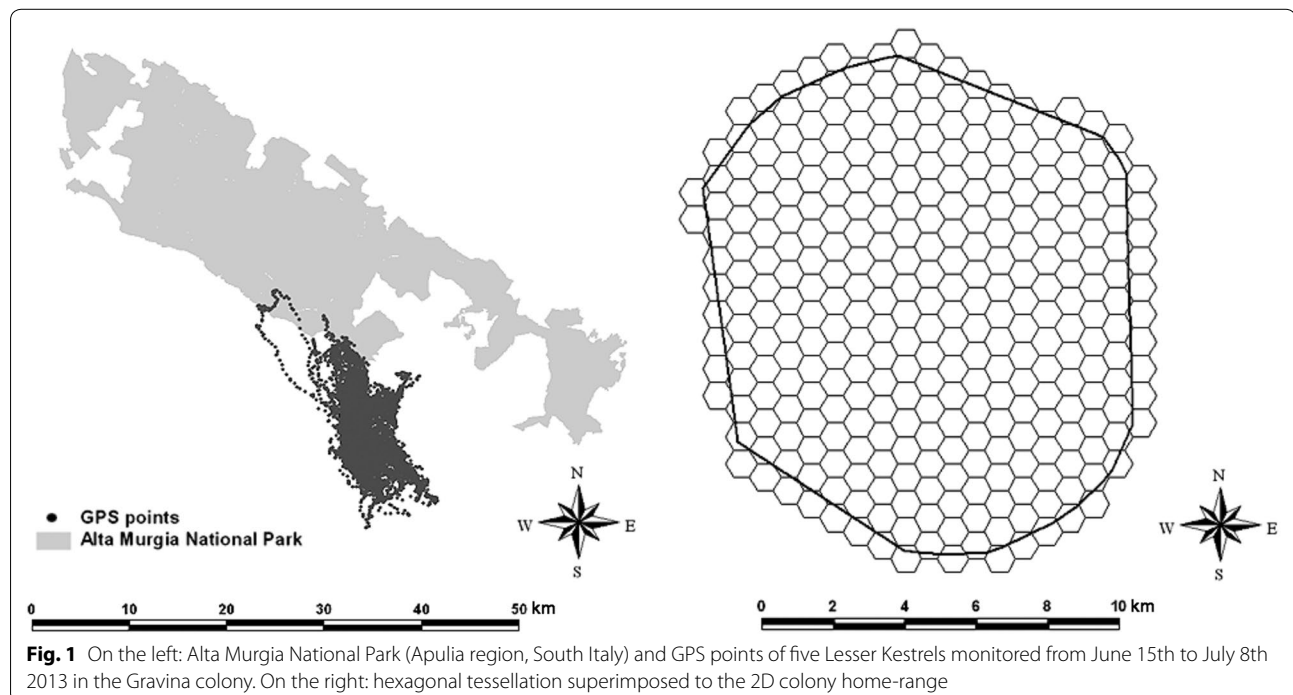 N
W E
S
GPS points
Alta Murgia National Park
0 10 20 30 40 50 km
N
W E
S
0 2 4 6 8 10 km
Fig. 1 On the left: Alta Murgia National Park (Apulia region, South Italy) and GPS points of five Lesser Kestrels monitored from June 15th to July 8th
2013 in the Gravina colony. On the right: hexagonal tessellation superimposed to the 2D colony home-range